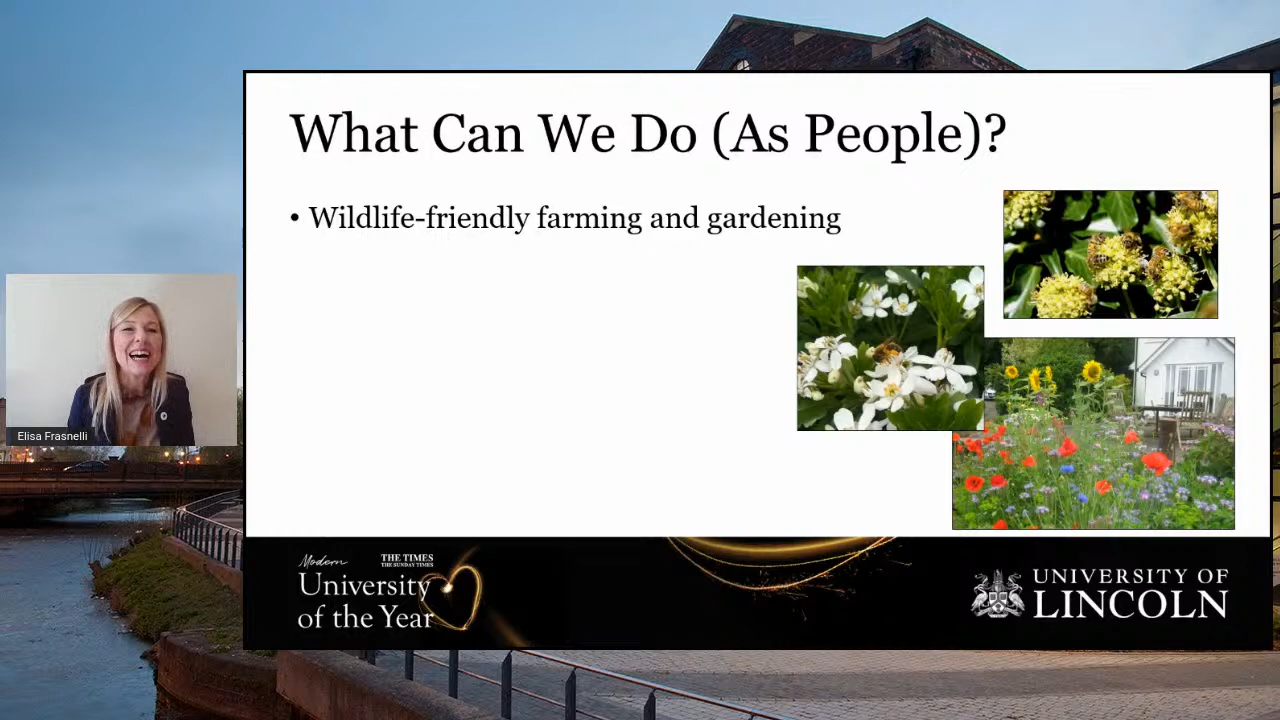 What Can We Do (As People)?
• Wildlife-friendly farming and gardening
Elisa Frasnelli
Modern
THE TIMES
THE SUNDAY TIMES
University
of the Year
UNIVERSITY OF
LINCOLN